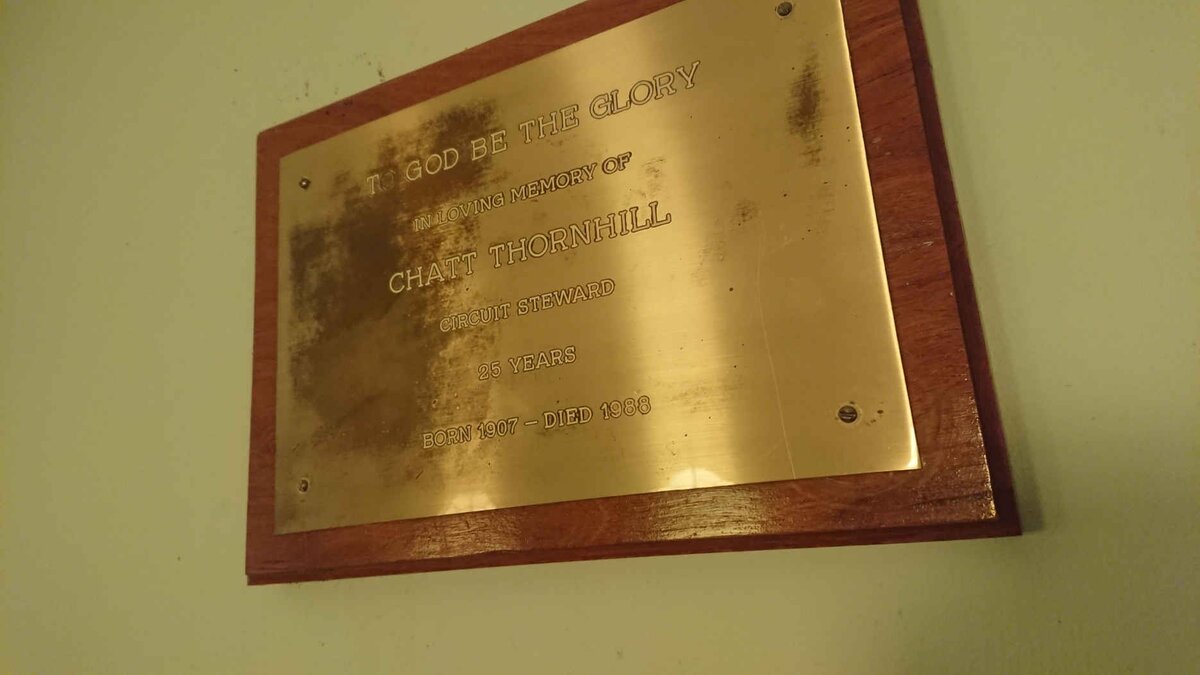 TO GOD BE THE GLORY
IN LOVING MEMORY OF
CHATT THORNHILL
CIRCUIT STEWARD
25 YEARS
BORN 1907 – DIED 1988